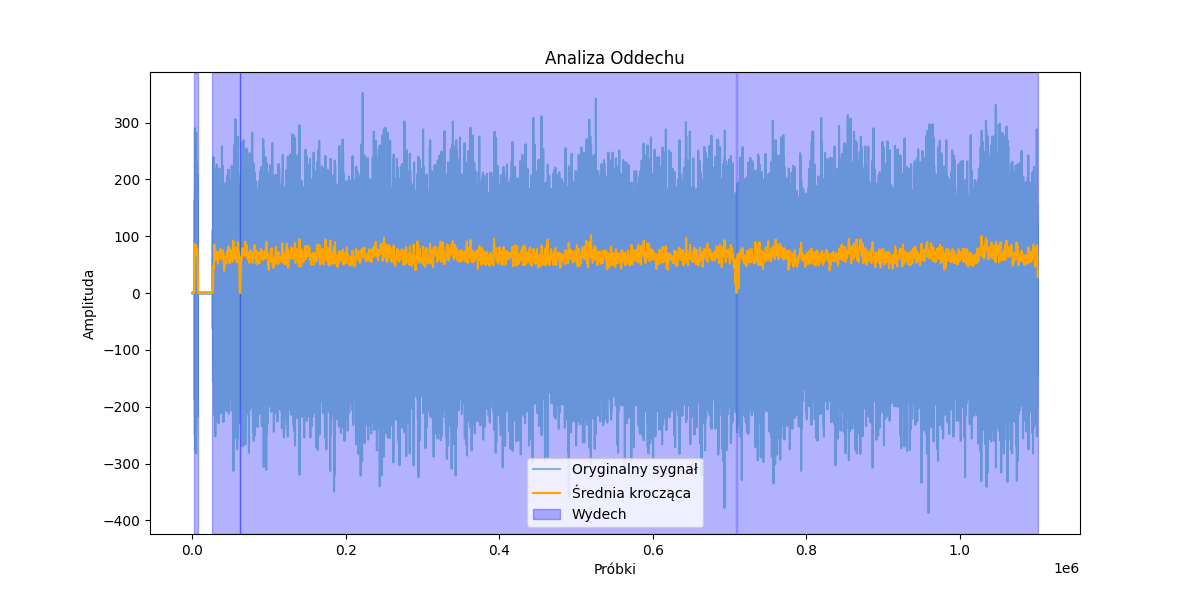 Analiza Oddechu
Amplituda
300
200
100
0
−100
−200
−300
−400
Oryginalny sygnał
Średnia krocząca
Wydech
0.0 0.2 0.4 0.6 0.8 1.0
1e6
Próbki